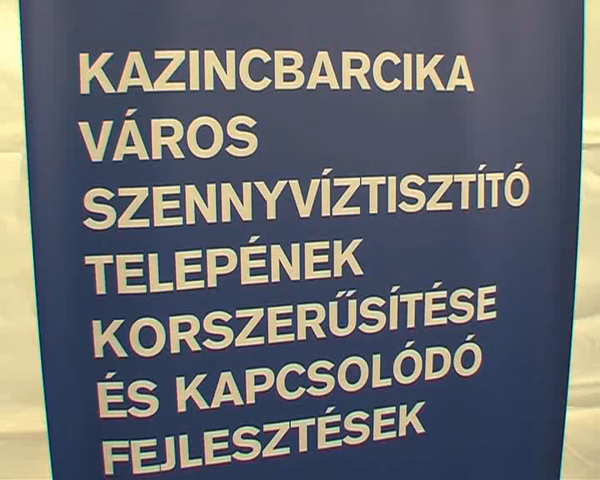 KAZINCBARCIKA
VÁROS
SZENNYVÍZTISZTÍTÓ
TELEPÉNEK
KORSZERŰSÍTÉSE
ÉS KAPCSOLÓDÓ
FEJLESZTÉSEK